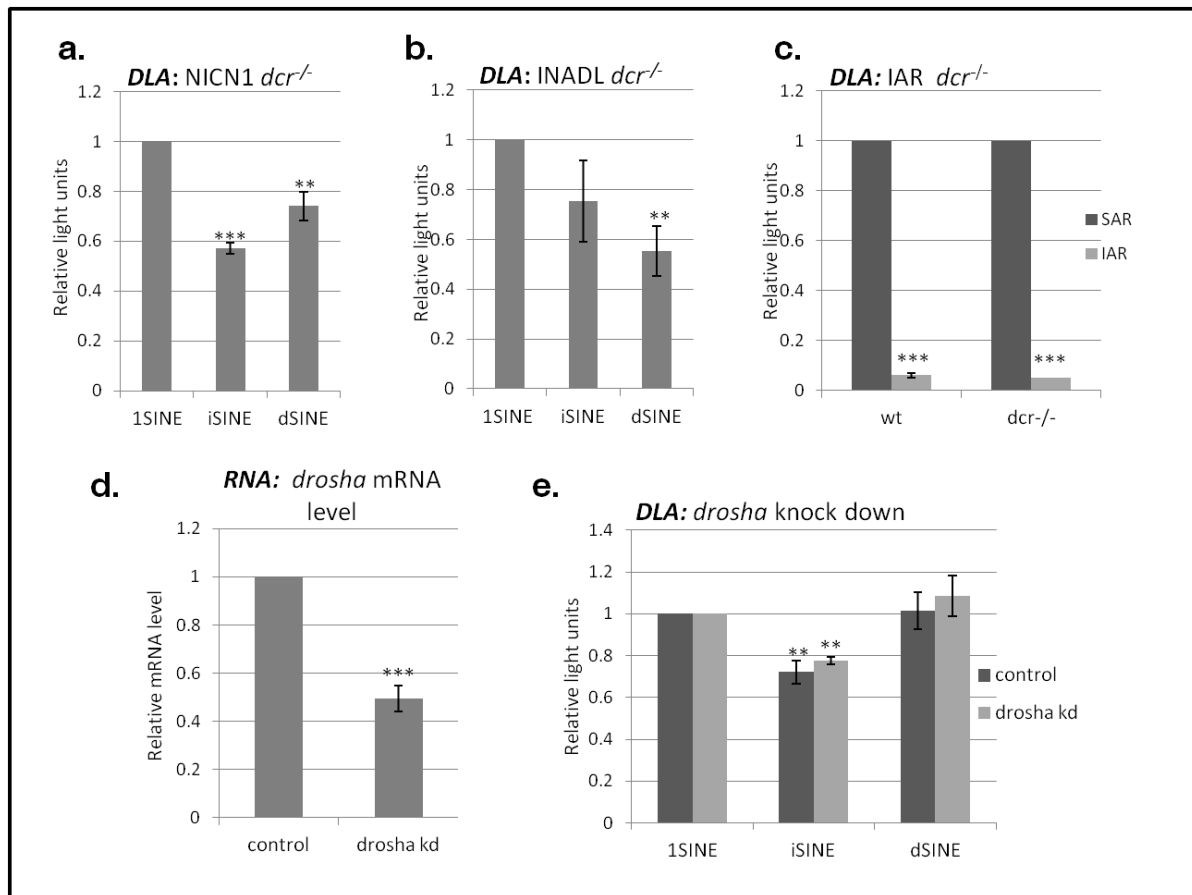 a.
DLA: NICN1 dcr-/-
1.2
1
0.8
0.6
0.4
0.2
0
Relative light units
**
***
1SINE iSINE dSINE
b.
DLA: INADL dcr-/-
1.2
1
0.8
0.6
0.4
0.2
0
Relative light units
**
1SINE iSINE dSINE
c.
DLA: IAR dcr-/-
1.2
1
0.8
0.6
0.4
0.2
0
Relative light units
*** ***
wt dcr-/-
SAR
IAR
d.
RNA: drosha mRNA
level
1.2
1
0.8
0.6
0.4
0.2
0
Relative mRNA level
***
control drosha kd
e.
DLA: drosha knock down
1.4
1.2
1
0.8
0.6
0.4
0.2
0
Relative light units
** **
1SINE iSINE dSINE
control
drosha kd